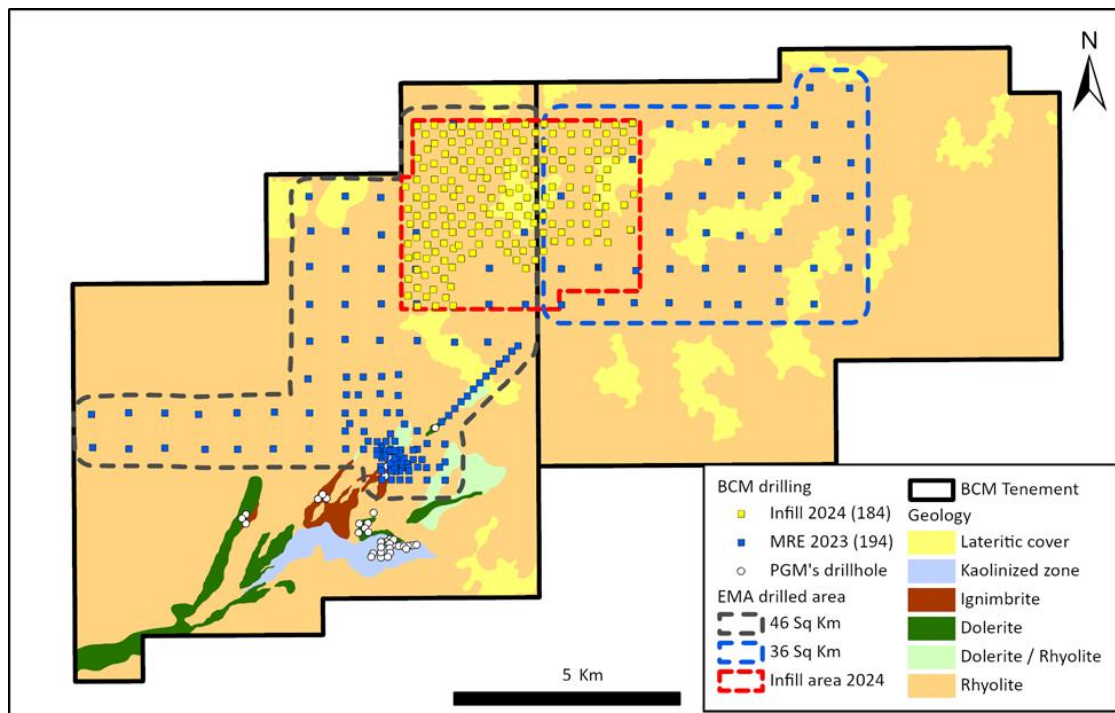 N
BCM drilling
Infill 2024 (184)
MRE 2023 (194)
PGM's drillhole
EMA drilled area
46 Sq Km
36 Sq Km
Infill area 2024
BCM Tenement
Geology
Lateritic cover
Kaolinized zone
Ignimbrite
Dolerite
Dolerite / Rhyolite
Rhyolite
5 Km